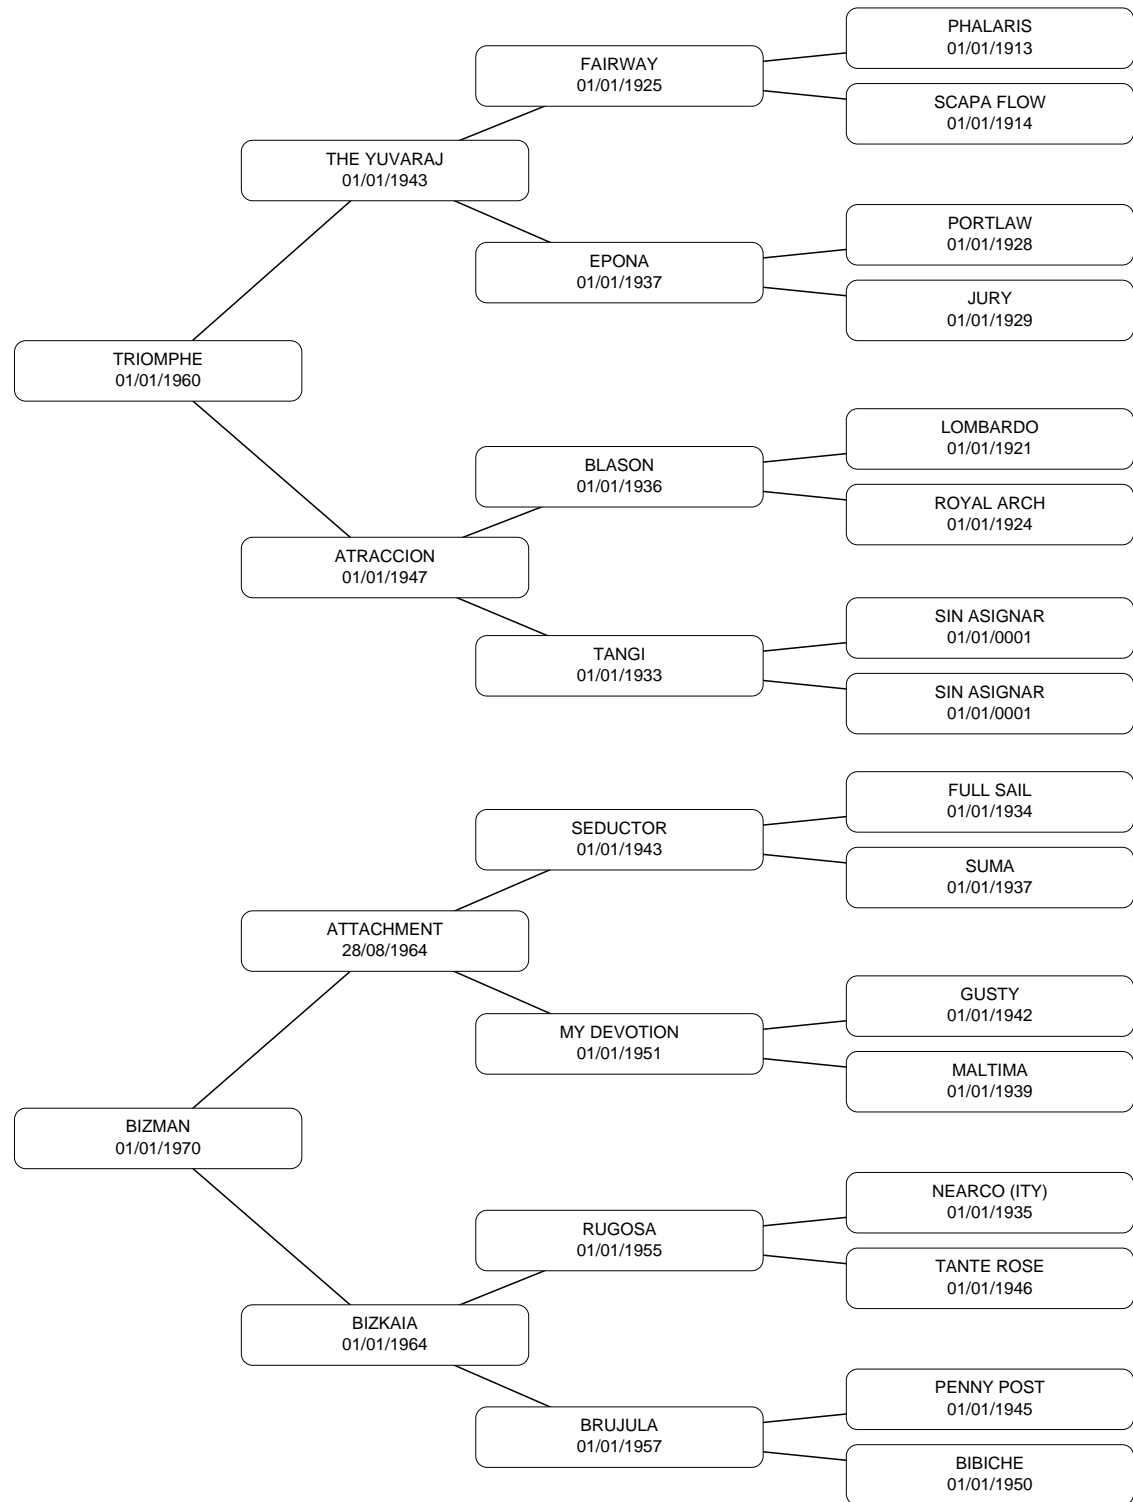 PHALARIS
01/01/1913
FAIRWAY
01/01/1925
SCAPA FLOW
01/01/1914
THE YUVARAJ
01/01/1943
PORTLAW
01/01/1928
EPONA
01/01/1937
JURY
01/01/1929
TRIOMPHE
01/01/1960
LOMBARDO
01/01/1921
BLASON
01/01/1936
ROYAL ARCH
01/01/1924
ATRACCION
01/01/1947
SIN ASIGNAR
01/01/0001
TANGI
01/01/1933
SIN ASIGNAR
01/01/0001
FULL SAIL
01/01/1934
SEDUCTOR
01/01/1943
SUMA
01/01/1937
ATTACHMENT
28/08/1964
GUSTY
01/01/1942
MY DEVOTION
01/01/1951
MALTIMA
01/01/1939
BIZMAN
01/01/1970
NEARCO (ITY)
01/01/1935
RUGOSA
01/01/1955
TANTE ROSE
01/01/1946
BIZKAIA
01/01/1964
PENNY POST
01/01/1945
BRUJULA
01/01/1957
BIBICHE
01/01/1950